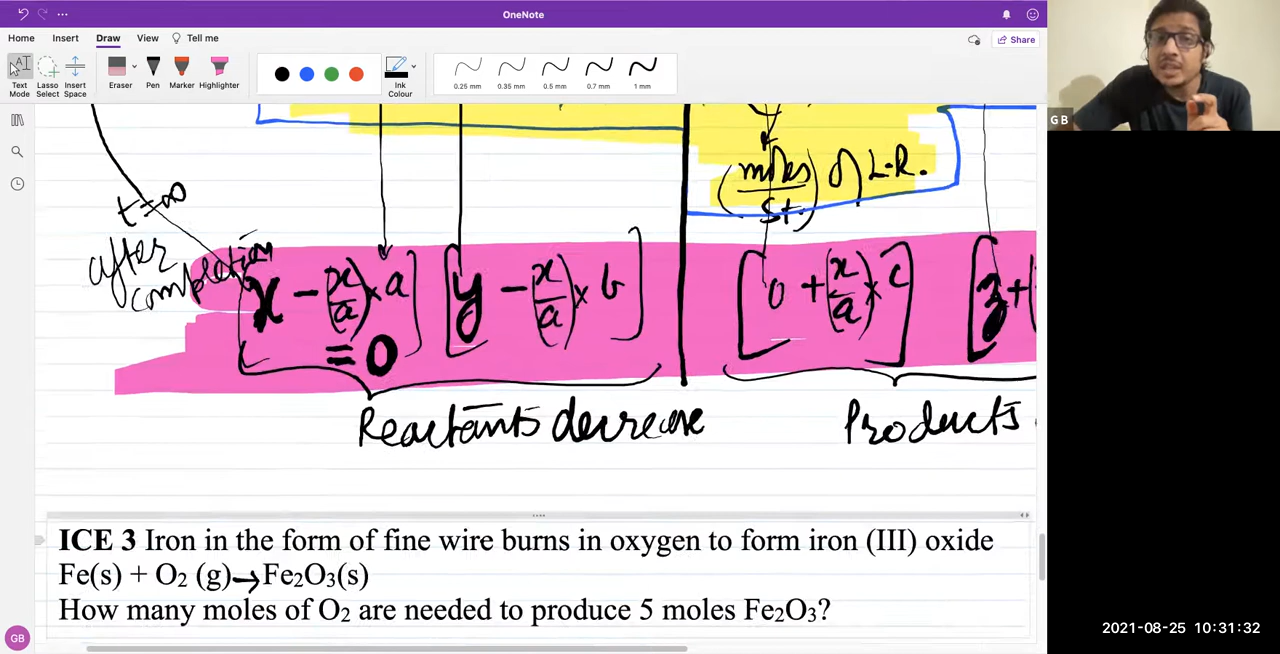 OneNote
Home Insert Draw View Tell me
Share
Text Mode
Lasso Select
Insert Space
Eraser
Pen
Marker
Highlighter
Ink Colour
0.25 mm 0.35 mm 0.5 mm 0.7 mm 1 mm
G B
t = ∞
after completion
(moles/St.) of L.R.
[x - (x/a) × a] [y - (x/a) × b] [0 + (x/a) × c] [z +
= 0
Reactants decrease
Products
ICE 3 Iron in the form of fine wire burns in oxygen to form iron (III) oxide
Fe(s) + O₂ (g)→Fe₂O₃(s)
How many moles of O₂ are needed to produce 5 moles Fe₂O₃?
GB
2021-08-25 10:31:32